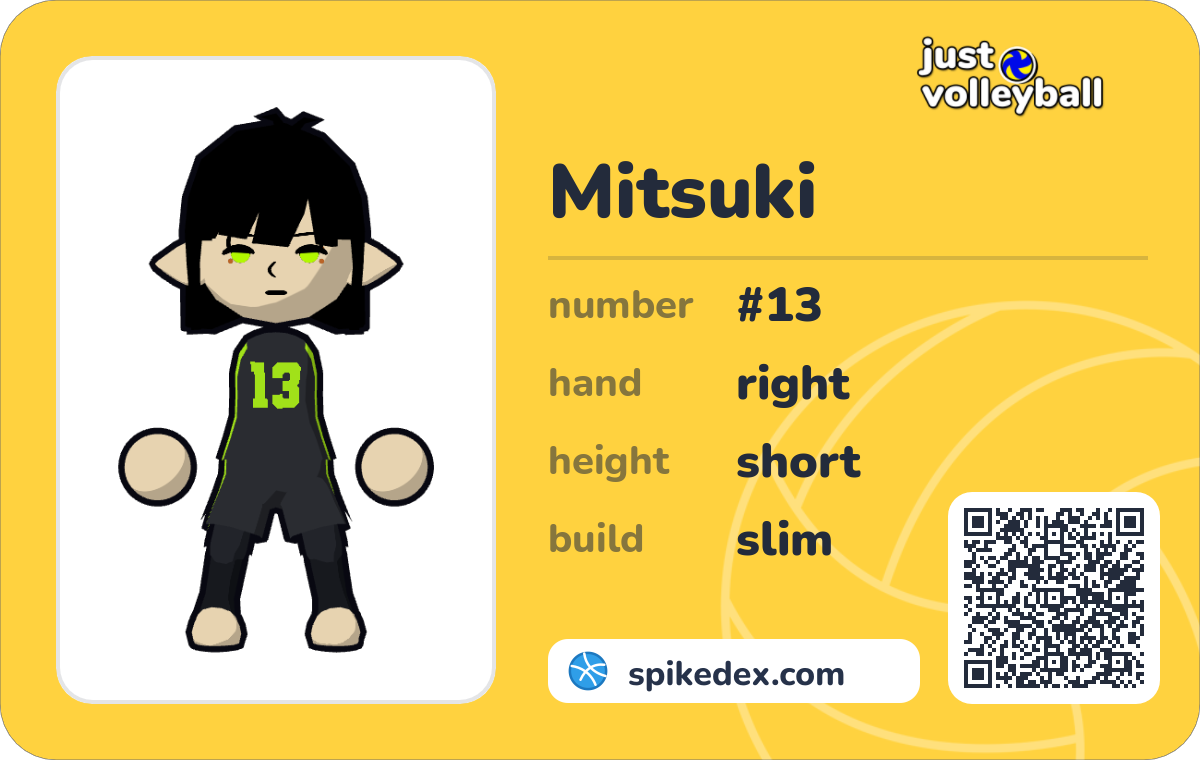 just
volleyball
Mitsuki
number #13
hand right
height short
build slim
13
spikedex.com